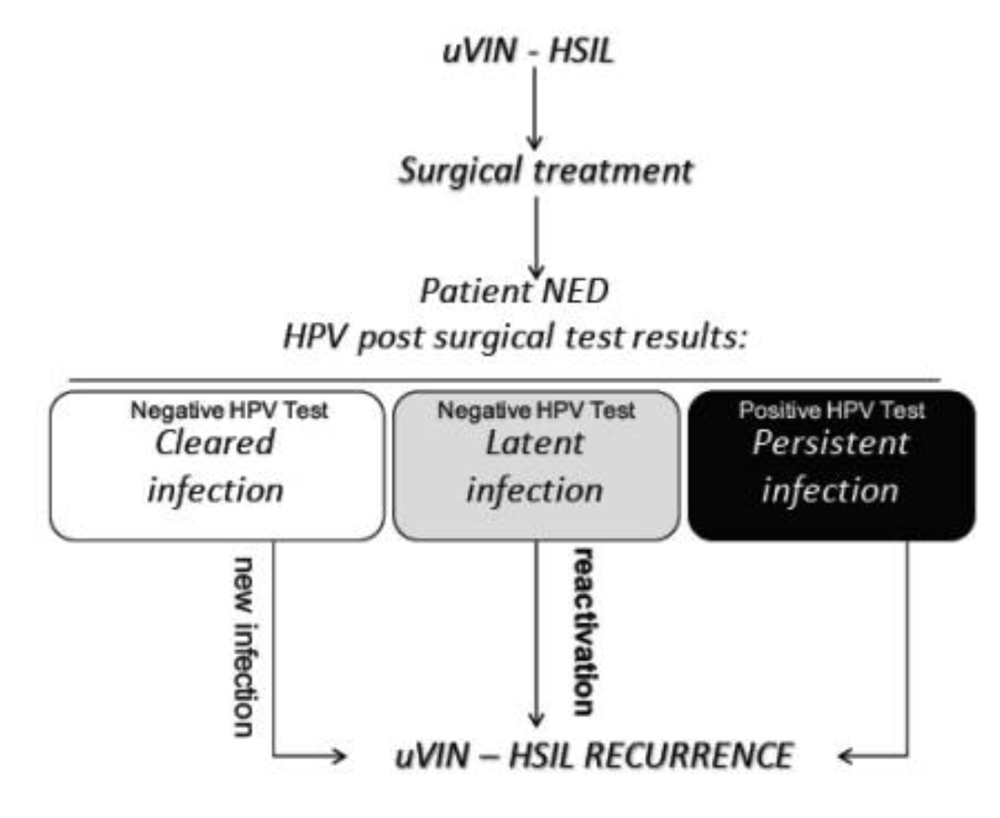 uVIN - HSIL
Surgical treatment
Patient NED
HPV post surgical test results:
Negative HPV Test
Cleared
infection
Negative HPV Test
Latent
infection
Positive HPV Test
Persistent
infection
new infection
reactivation
uVIN – HSIL RECURRENCE